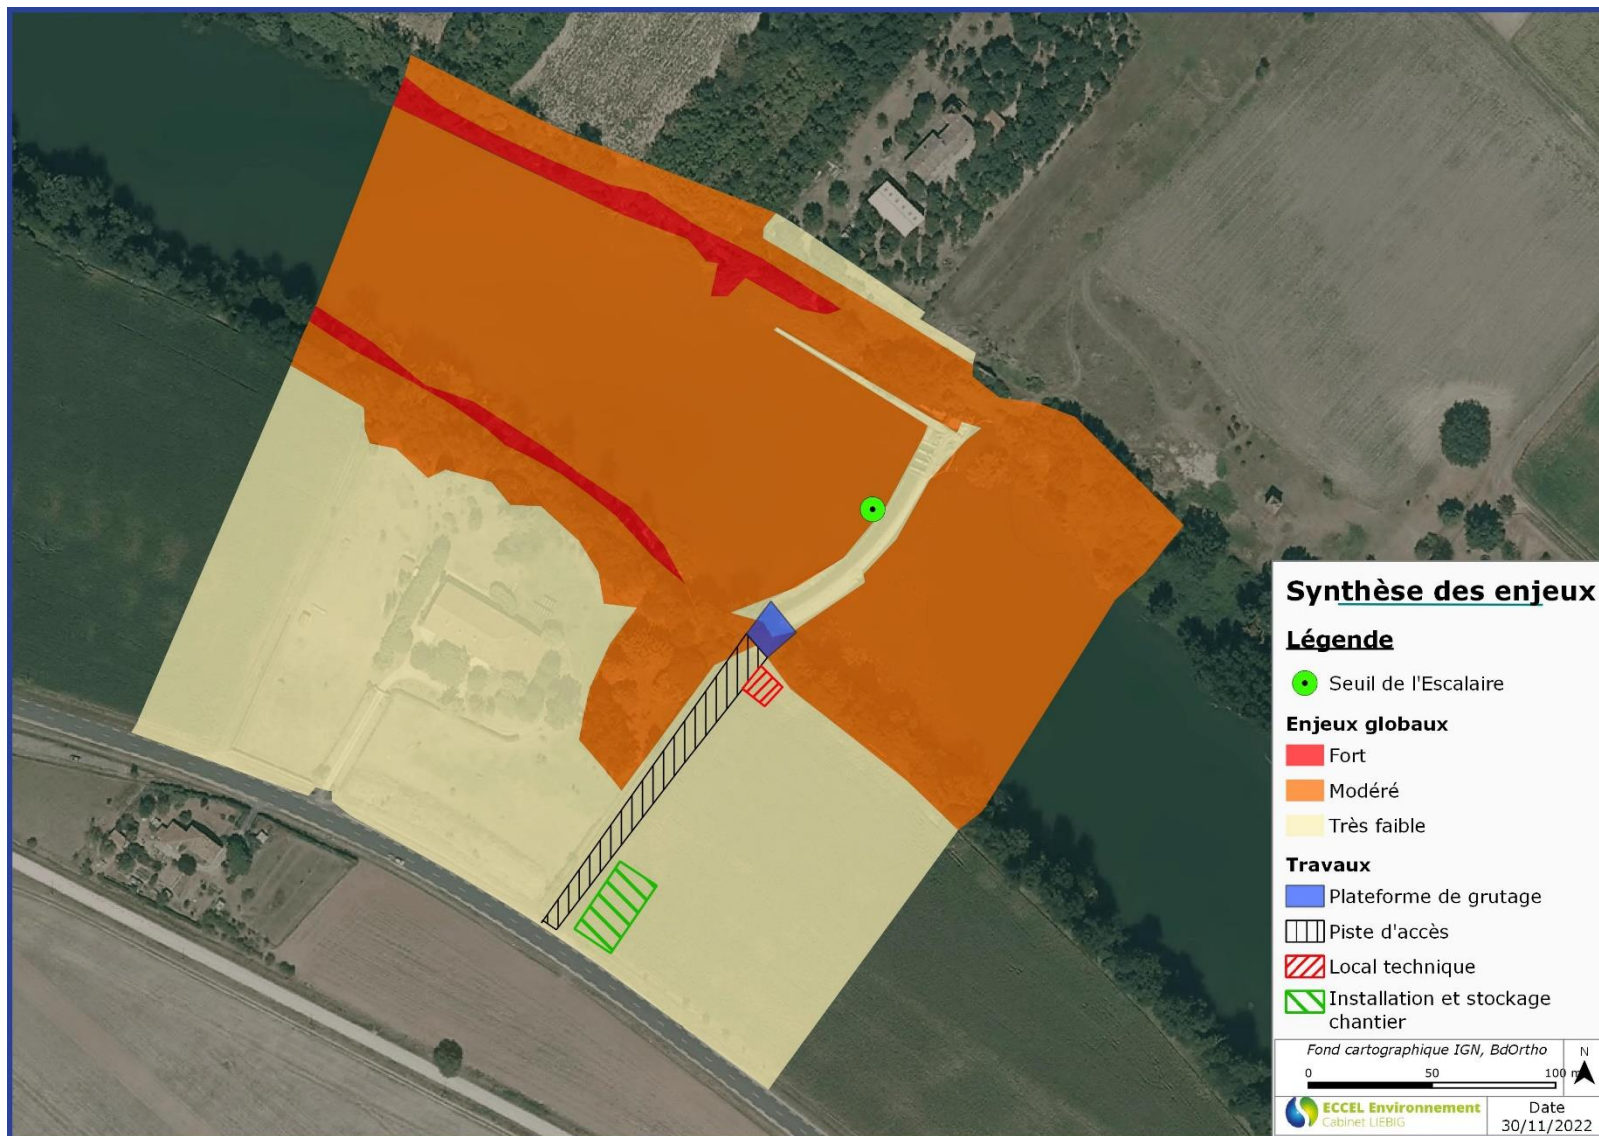 Synthèse des enjeux
Légende
Seuil de l'Escalaire
Enjeux globaux
Fort
Modéré
Très faible
Travaux
Plateforme de grutage
Piste d'accès
Local technique
Installation et stockage
chantier
Fond cartographique IGN, BdOrtho
N
0 50 100 m
ECCEL Environnement
Cabinet LIEBIG
Date
30/11/2022